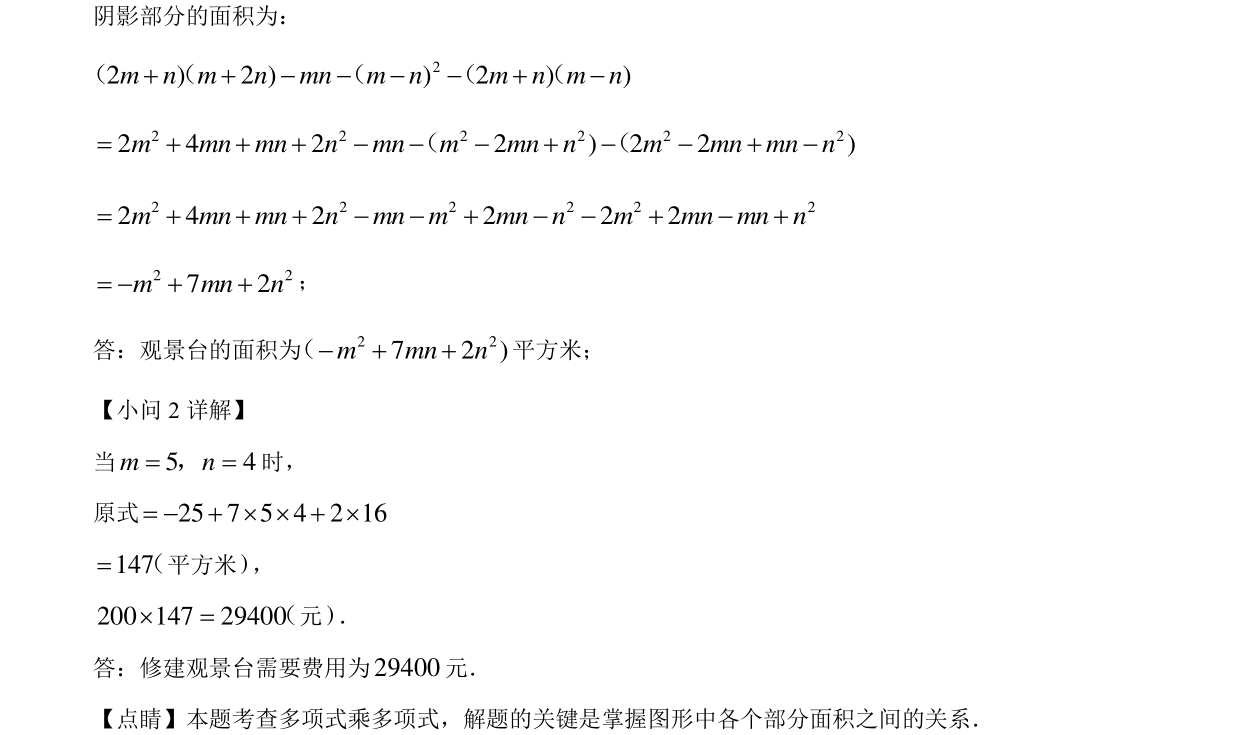 阴影部分的面积为：
(2m+n)(m+2n)−mn−(m−n)²−(2m+n)(m−n)
=2m²+4mn+mn+2n²−mn−(m²−2mn+n²)−(2m²−2mn+mn−n²)
=2m²+4mn+mn+2n²−mn−m²+2mn−n²−2m²+2mn−mn+n²
=−m²+7mn+2n²；
答：观景台的面积为(−m²+7mn+2n²)平方米；
【小问 2 详解】
当m=5，n=4时，
原式=−25+7×5×4+2×16
=147(平方米)，
200×147=29400(元)．
答：修建观景台需要费用为29400元．
【点睛】本题考查多项式乘多项式，解题的关键是掌握图形中各个部分面积之间的关系．